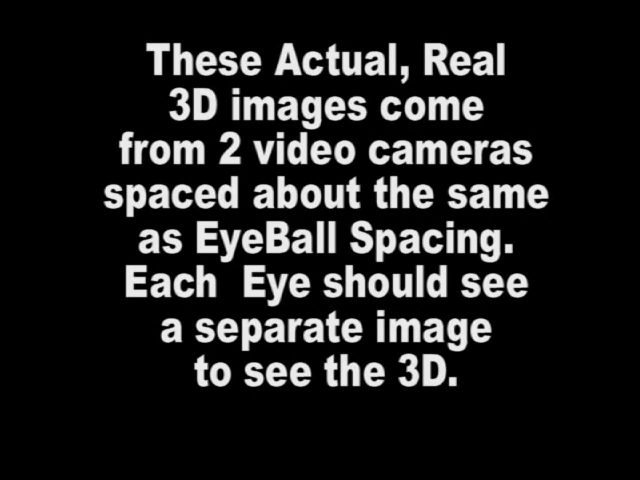 These Actual, Real
3D images come
from 2 video cameras
spaced about the same
as EyeBall Spacing.
Each  Eye should see
a separate image
to see the 3D.